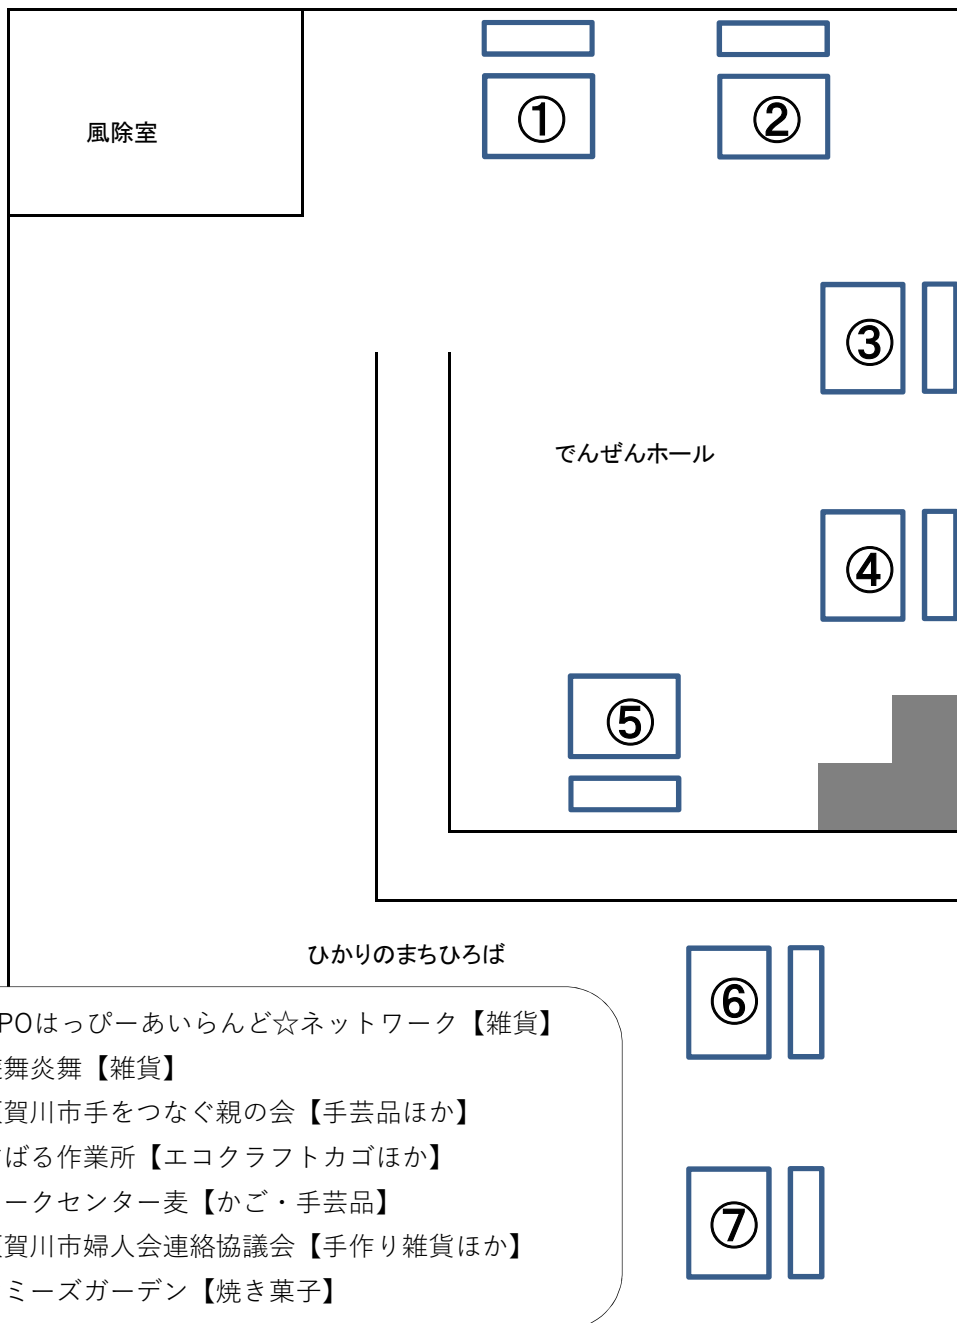 ①
②
風除室
③
でんぜんホール
④
⑤
ひかりのまちひろば
⑥
POはっぴーあいらんど☆ネットワーク【雑貨】
舞炎舞【雑貨】
賀川市手をつなぐ親の会【手芸品ほか】
ばる作業所【エコクラフトカゴほか】
ークセンター麦【かご・手芸品】
賀川市婦人会連絡協議会【手作り雑貨ほか】
ミーズガーデン【焼き菓子】
⑦